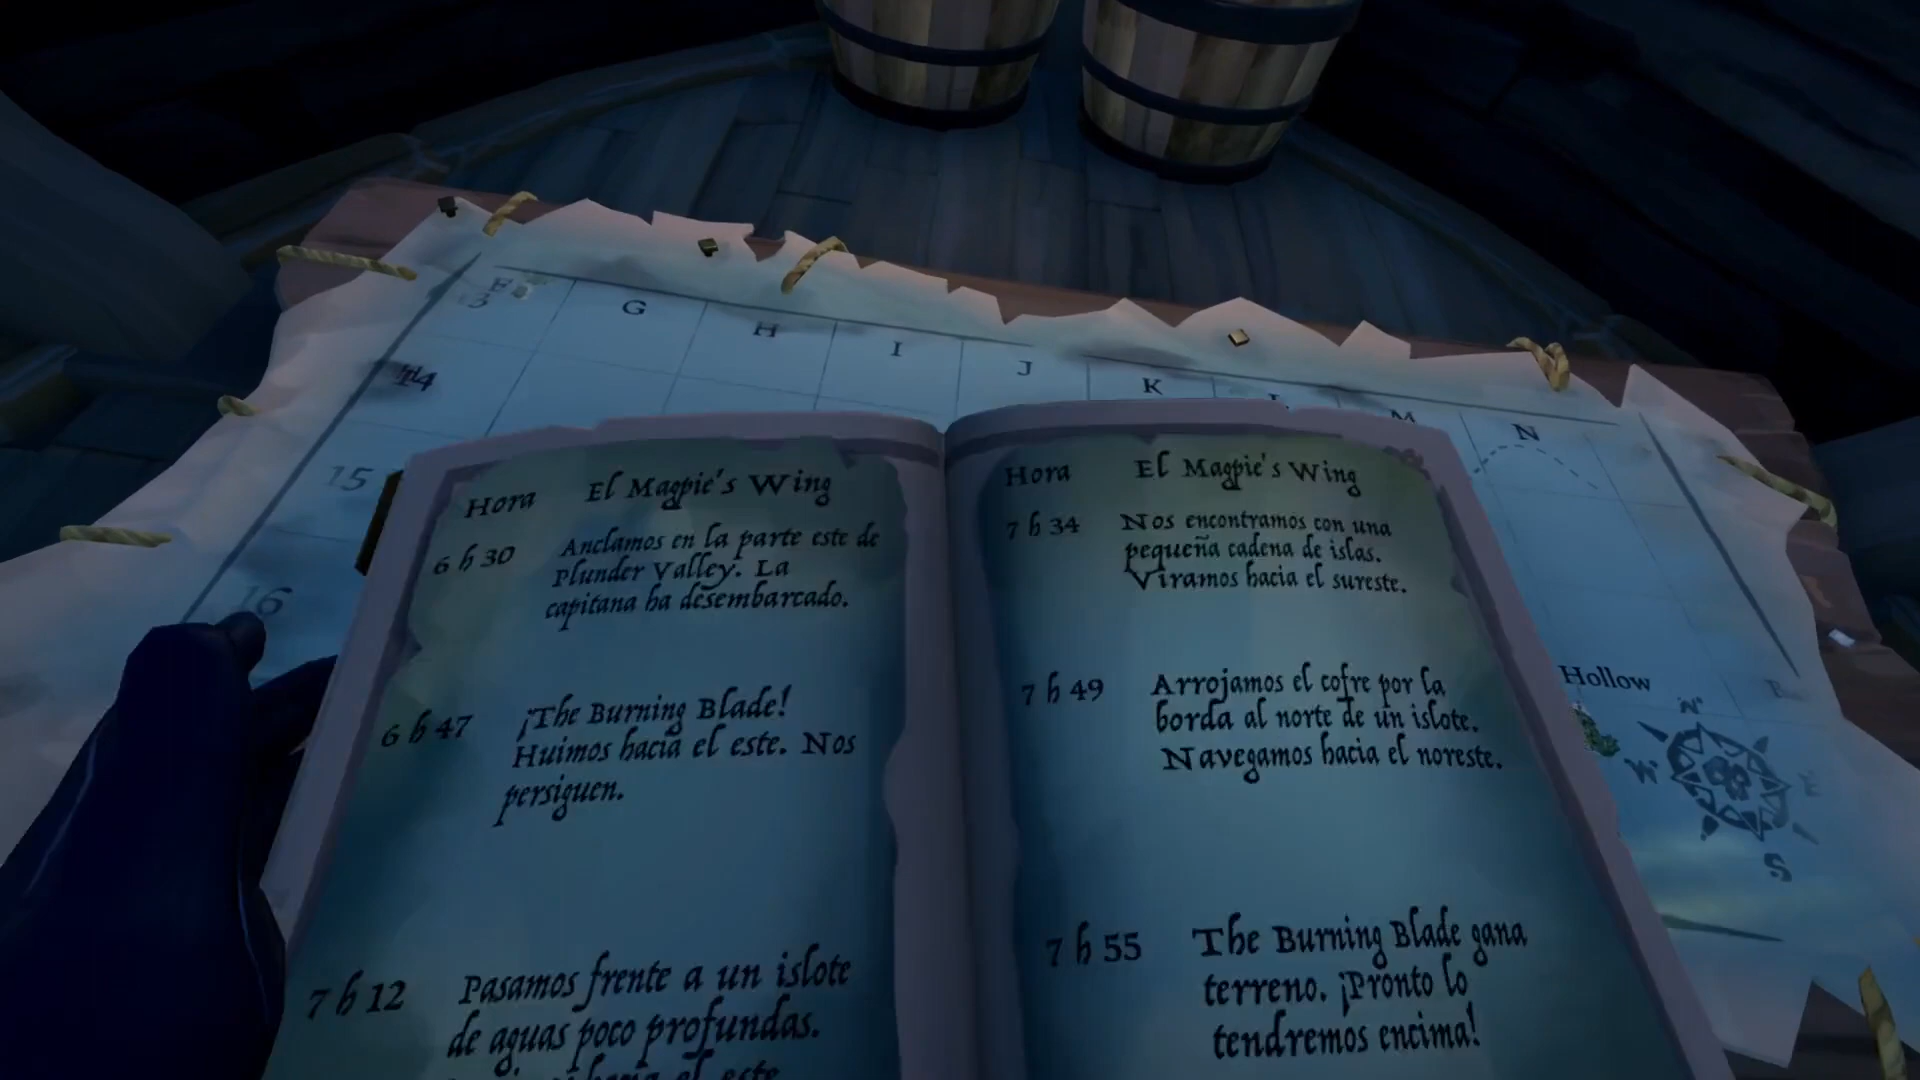 G
H
I
J
K
M
N
14
15
16
Hollow
N
W
E
S
Hora El Magpie's Wing
6 h 30 Anclamos en la parte este de
Plunder Valley. La
capitana ha desembarcado.
6 h 47 ¡The Burning Blade!
Huimos hacia el este. Nos
persiguen.
7 h 12 Pasamos frente a un islote
de aguas poco profundas.
hacia el este
Hora El Magpie's Wing
7 h 34 Nos encontramos con una
pequeña cadena de islas.
Viramos hacia el sureste.
7 h 49 Arrojamos el cofre por la
borda al norte de un islote.
Navegamos hacia el noreste.
7 h 55 The Burning Blade gana
terreno. ¡Pronto lo
tendremos encima!